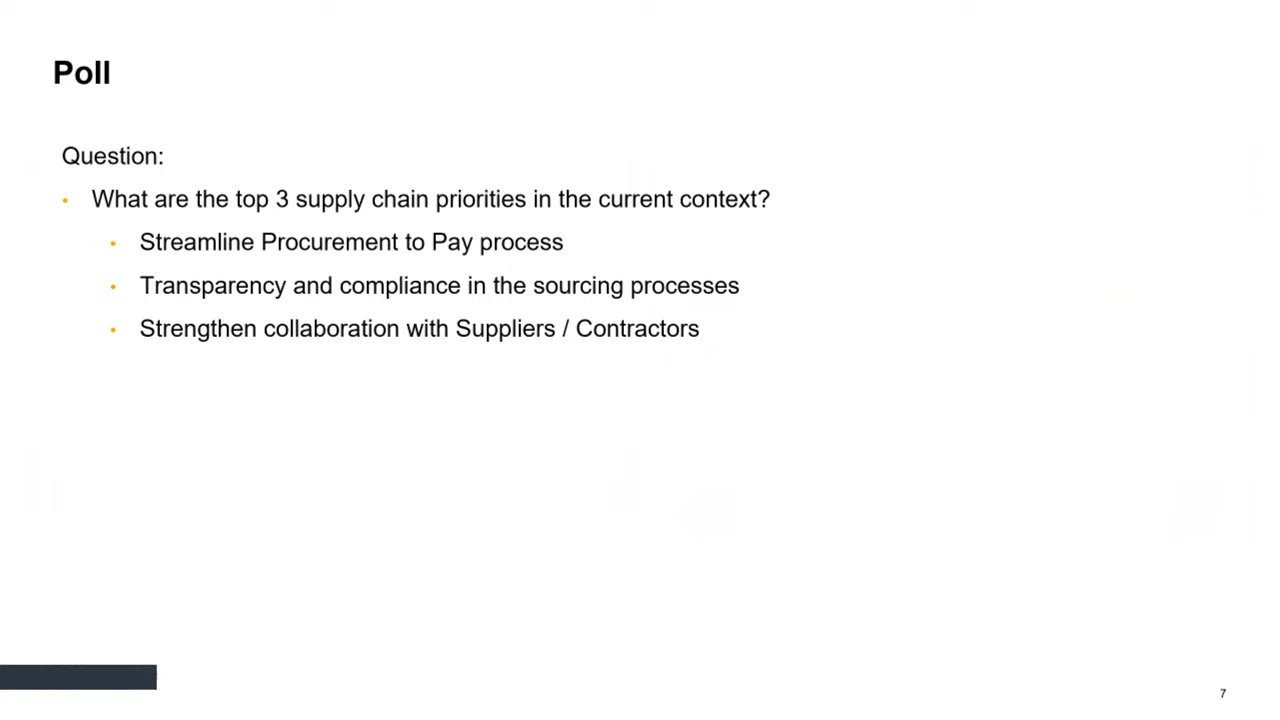 Poll
Question:
• What are the top 3 supply chain priorities in the current context?
• Streamline Procurement to Pay process
• Transparency and compliance in the sourcing processes
• Strengthen collaboration with Suppliers / Contractors
7